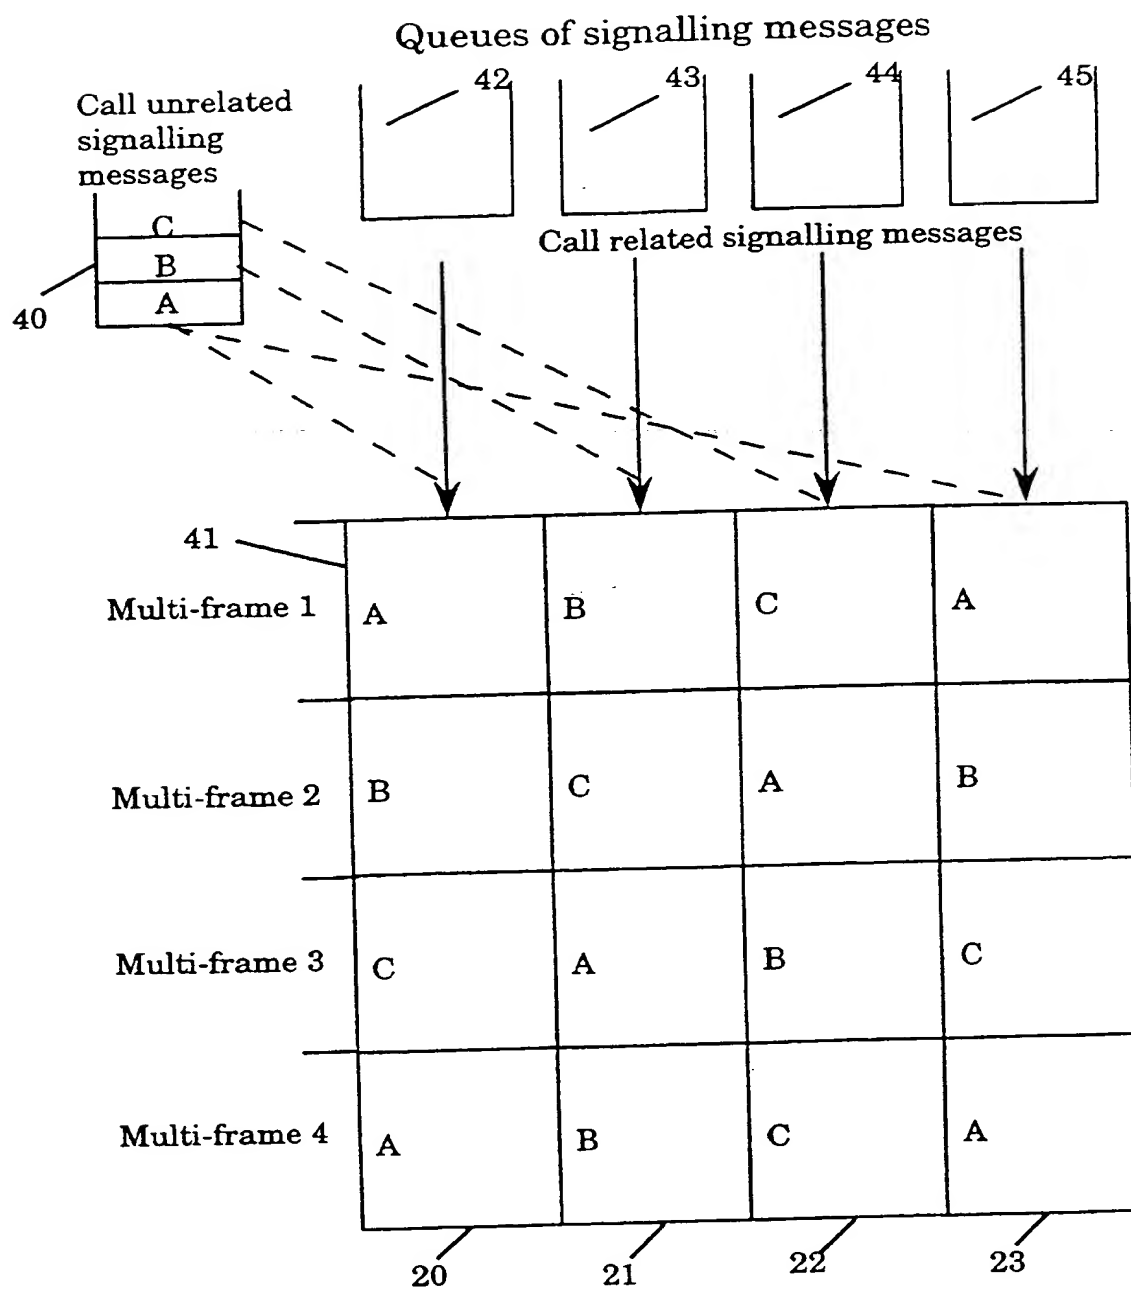 Queues of signalling messages
42 43 44 45
Call unrelated
signalling
messages
C
B
A
40
Call related signalling messages
41
Multi-frame 1 A B C A
Multi-frame 2 B C A B
Multi-frame 3 C A B C
Multi-frame 4 A B C A
20 21 22 23